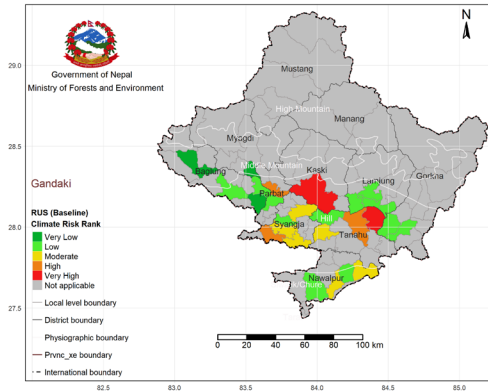 N
Government of Nepal
Ministry of Forests and Environment
Gandaki
RUS (Baseline)
Climate Risk Rank
Very Low
Low
Moderate
High
Very High
Not applicable
Local level boundary
District boundary
Physiographic boundary
Prvnc_xe boundary
International boundary
Mustang
High Mountain
Manang
Myagdi
Middle Mountain
Kaski
Baglung
Lamjung
Gorkha
Parbat
Syangja
Hill
Tanahu
Nawalpur
0 20 40 60 80 100
km
29.0
28.5
28.0
27.5
82.5 83.0 83.5 84.0 84.5 85.0